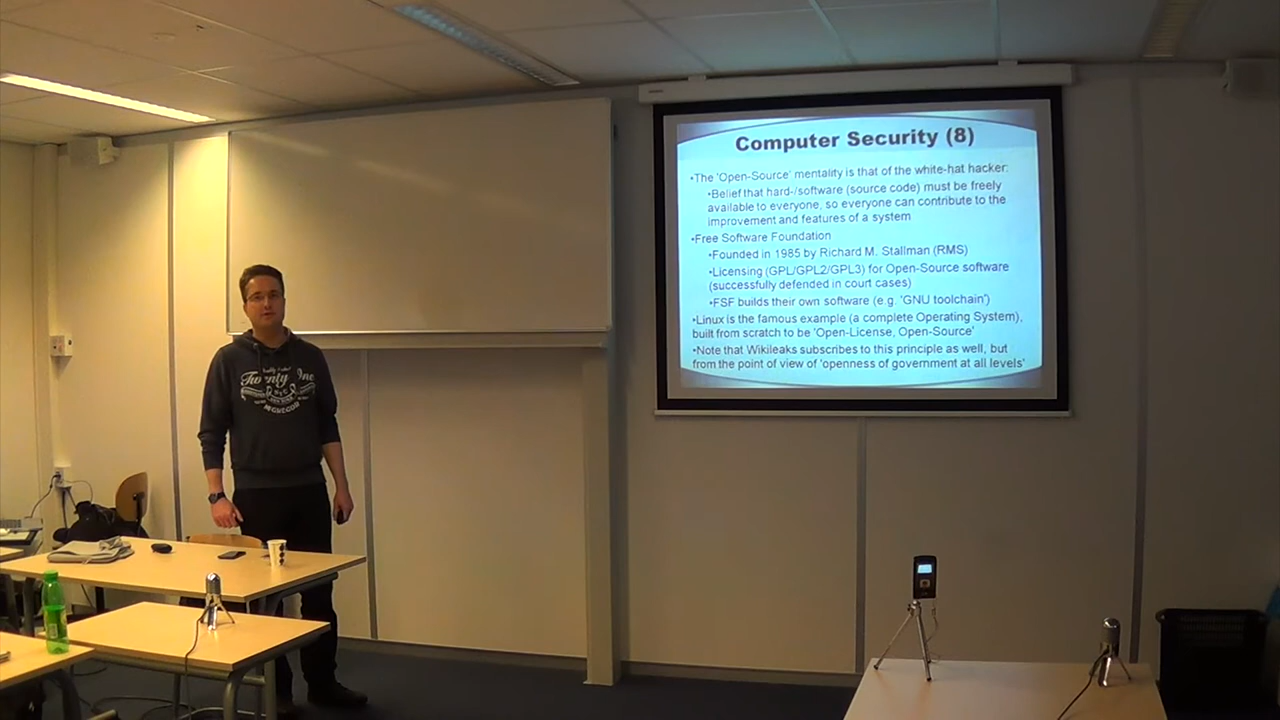 Computer Security (8)
•The 'Open-Source' mentality is that of the white-hat hacker:
•Belief that hard-/software (source code) must be freely
available to everyone, so everyone can contribute to the
improvement and features of a system
•Free Software Foundation
•Founded in 1985 by Richard M. Stallman (RMS)
•Licensing (GPL/GPL2/GPL3) for Open-Source software
(successfully defended in court cases)
•FSF builds their own software (e.g. 'GNU toolchain')
•Linux is the famous example (a complete Operating System),
built from scratch to be 'Open-License, Open-Source'
•Note that Wikileaks subscribes to this principle as well, but
from the point of view of 'openness of government at all levels'
Twenty One
NYC
MCGREGOR